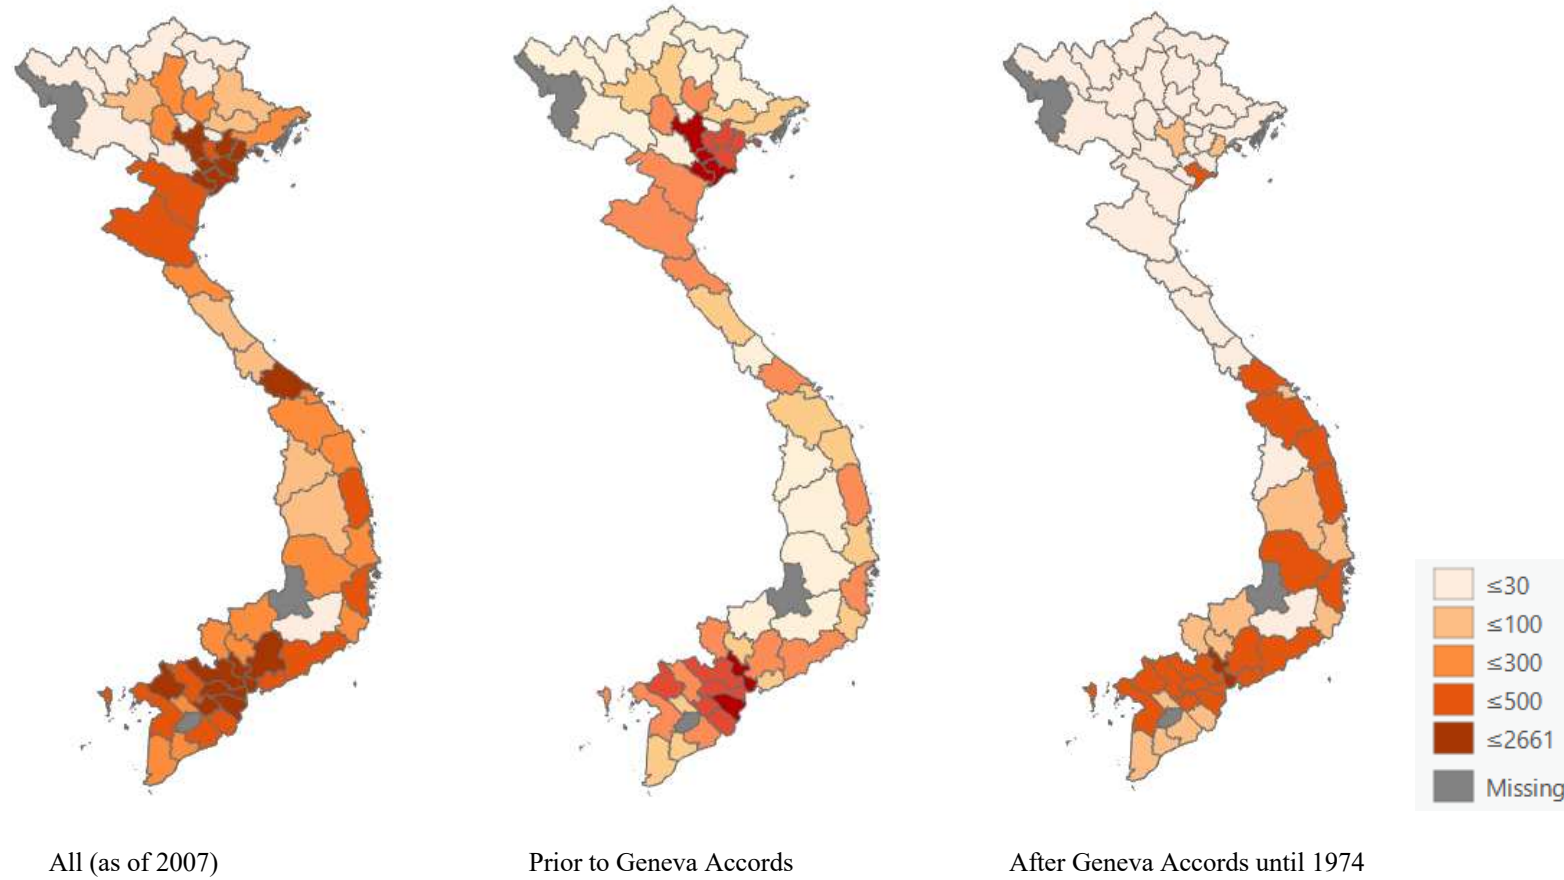 ≤30
≤100
≤300
≤500
≤2661
Missing
All (as of 2007)
Prior to Geneva Accords
After Geneva Accords until 1974